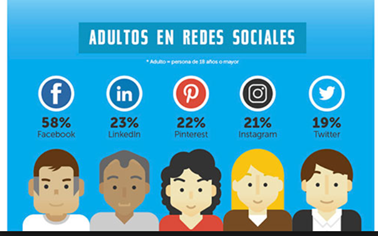 ADULTOS EN REDES SOCIALES
* Adulto = persona de 18 años o mayor
58% 23% 22% 21% 19%
Facebook LinkedIn Pinterest Instagram Twitter